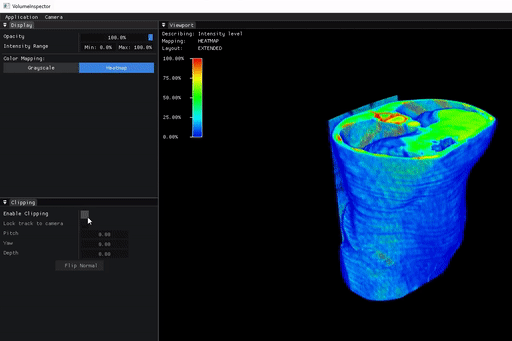 VolumeInspector
Application Camera
Display
Opacity 100.0%
Intensity Range Min: 0.0% Max: 100.0%
Color Mapping:
Grayscale Heatmap
Clipping
Enable Clipping
Lock track to camera
Pitch 0.00
Yaw 0.00
Depth 0.00
Flip Normal
Viewport
Describing: Intensity level
Mapping: HEATMAP
Layout: EXTENDED
100.00%
75.00%
50.00%
25.00%
0.00%